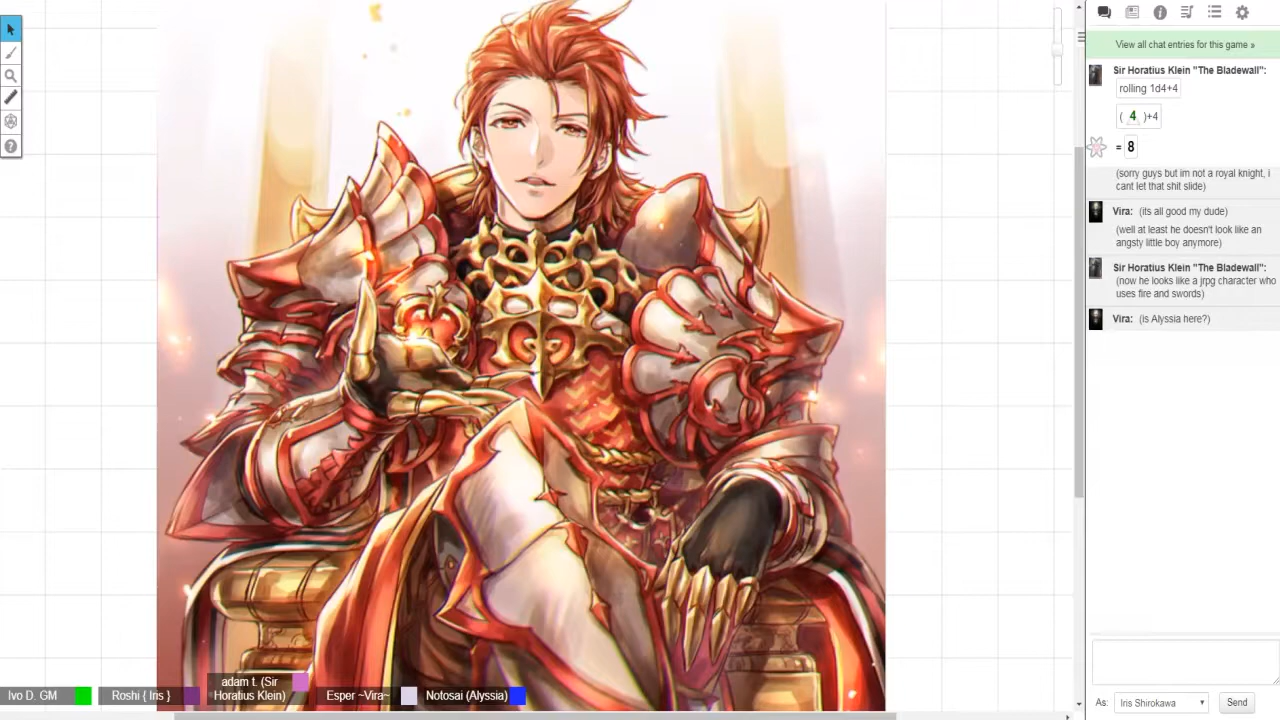 View all chat entries for this game »
Sir Horatius Klein "The Bladewall":
rolling 1d4+4
( 4 )+4
= 8
(sorry guys but im not a royal knight, i
cant let that shit slide)
Vira: (its all good my dude)
(well at least he doesn't look like an
angsty little boy anymore)
Sir Horatius Klein "The Bladewall":
(now he looks like a jrpg character who
uses fire and swords)
Vira: (is Alyssia here?)
Ivo D. GM
Roshi { Iris }
adam t. (Sir
Horatius Klein)
Esper ~Vira~
Notosai (Alyssia)
As: Iris Shirokawa
Send